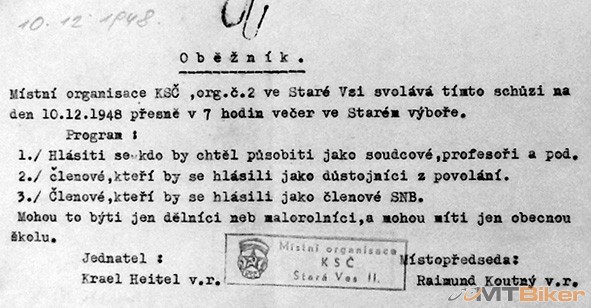 10.12.1948.
Oběžník.
Místní organisace KSČ ,org.č.2 ve Staré Vsi svolává tímto schůzi na
den 10.12.1948 přesně v 7 hodin večer ve Starém výboře.
Program :
1./ Hlásiti se kdo by chtěl působiti jako soudcové,profesoři a pod.
2./ členové,kteří by se hlásili jako důstojníci z povolání.
3./ Členové,kteří by se hlásili jako členové SNB.
Mohou to býti jen dělníci neb malorolníci,a mohou míti jen obecnou
školu.
Jednatel :
Krael Heitel v.r.
Místní organisace
KSČ
Stará Ves II.
Místopředseda:
Raimund Koutný v.r.
MTBiker